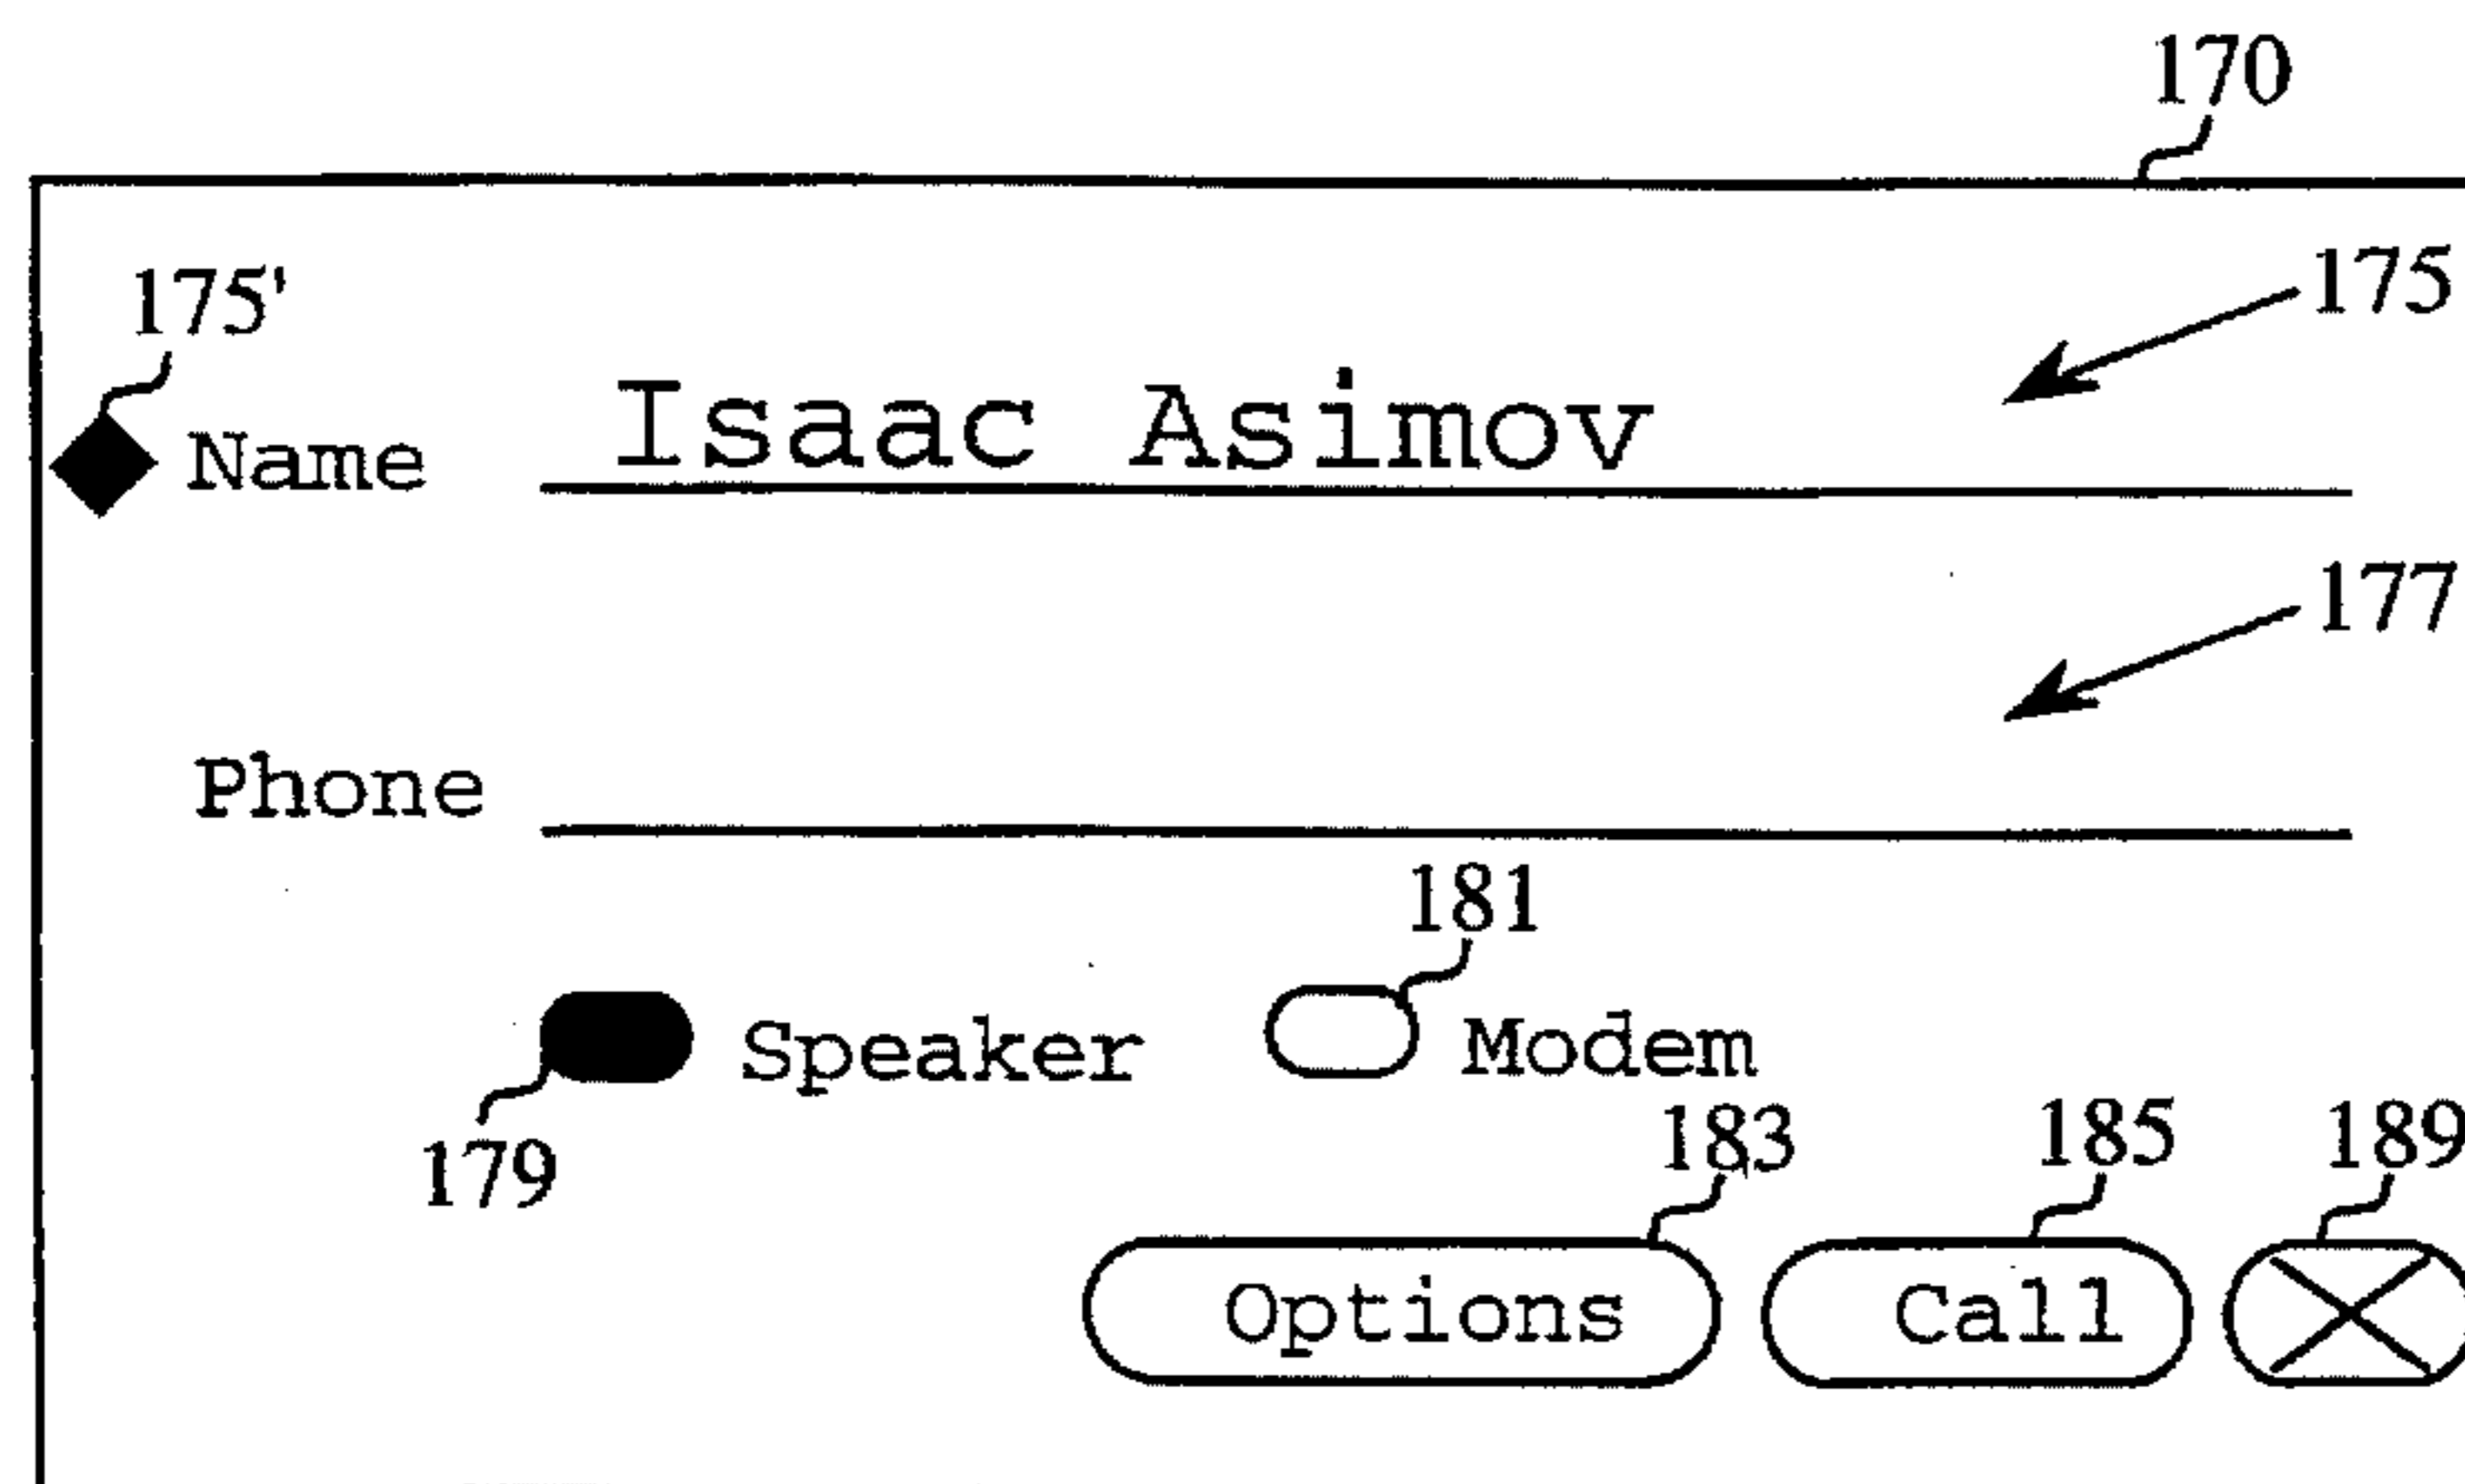 170
175
175'
Name Isaac Asimov
177
Phone
181
Speaker Modem
179 183 185 189
Options Call